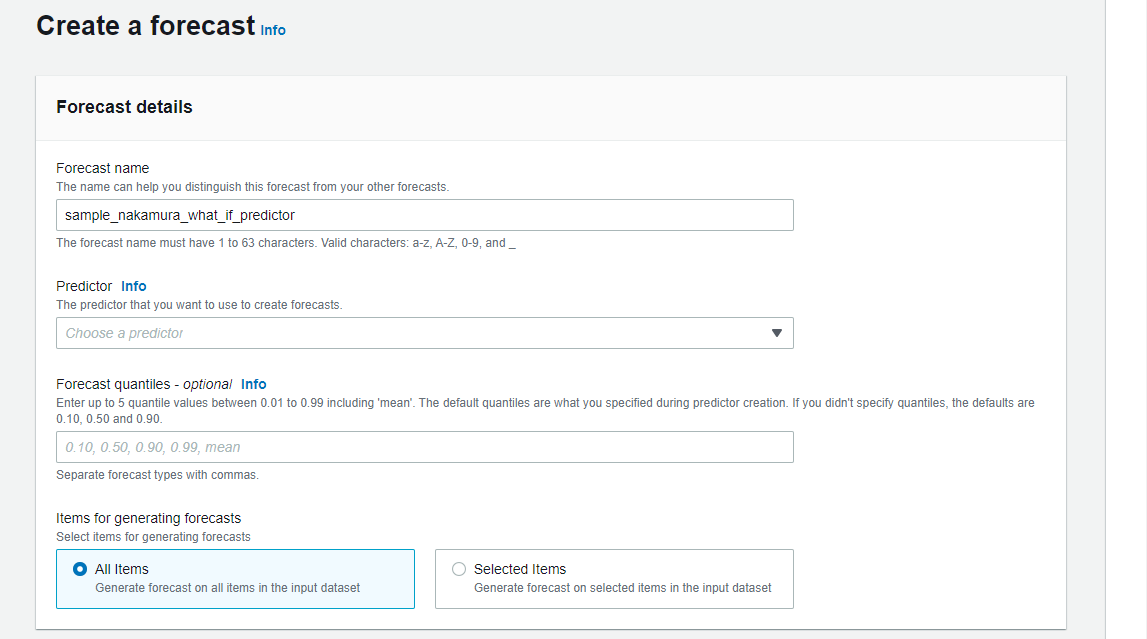 Create a forecast Info
Forecast details
Forecast name
The name can help you distinguish this forecast from your other forecasts.
sample_nakamura_what_if_predictor
The forecast name must have 1 to 63 characters. Valid characters: a-z, A-Z, 0-9, and _
Predictor Info
The predictor that you want to use to create forecasts.
Choose a predictor
Forecast quantiles - optional Info
Enter up to 5 quantile values between 0.01 to 0.99 including 'mean'. The default quantiles are what you specified during predictor creation. If you didn't specify quantiles, the defaults are
0.10, 0.50 and 0.90.
0.10, 0.50, 0.90, 0.99, mean
Separate forecast types with commas.
Items for generating forecasts
Select items for generating forecasts
All Items
Generate forecast on all items in the input dataset
Selected Items
Generate forecast on selected items in the input dataset